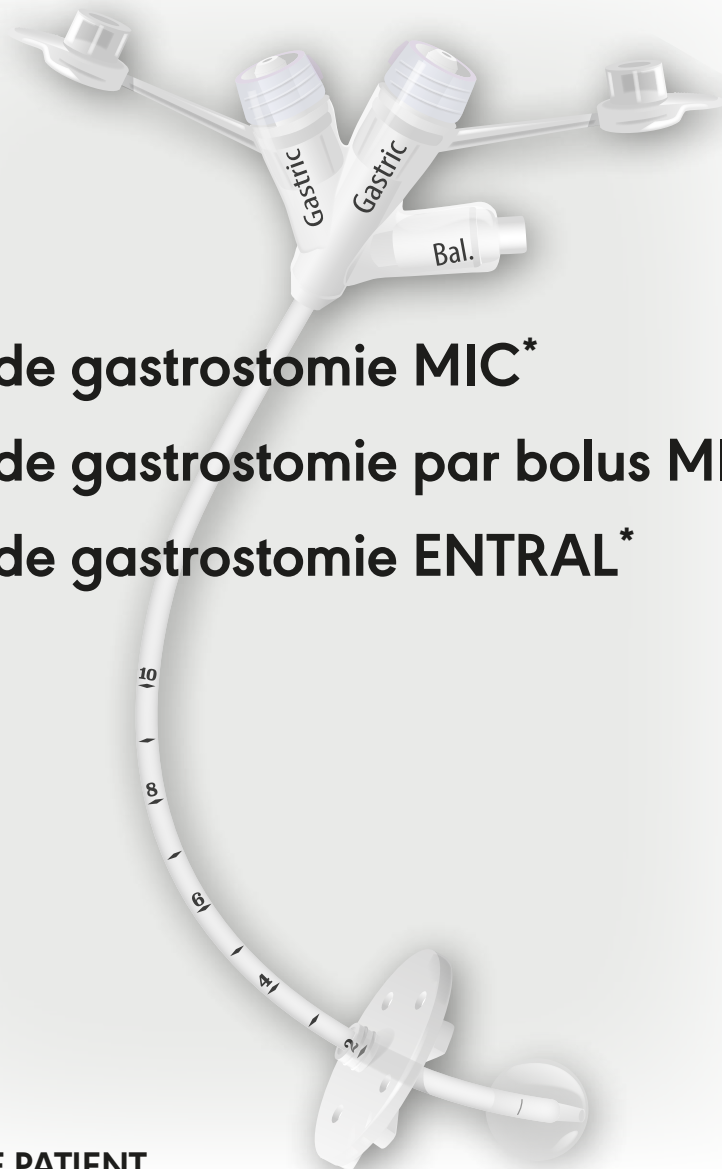 Gastric
Gastric
Bal.
de gastrostomie MIC*
de gastrostomie par bolus
de gastrostomie ENTRAL*
10
8
6
4
2
PATIENT